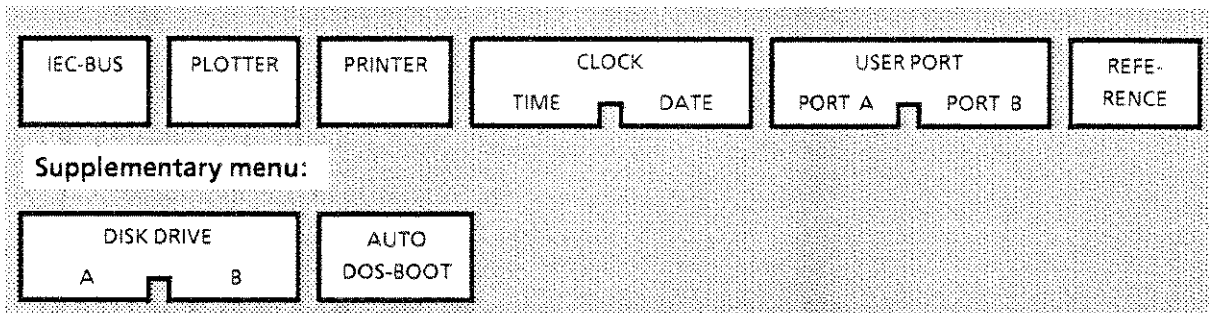 IEC-BUS PLOTTER PRINTER CLOCK USER PORT REFE-
TIME DATE PORT A PORT B RENCE
Supplementary menu:
DISK DRIVE AUTO
A B DOS-BOOT